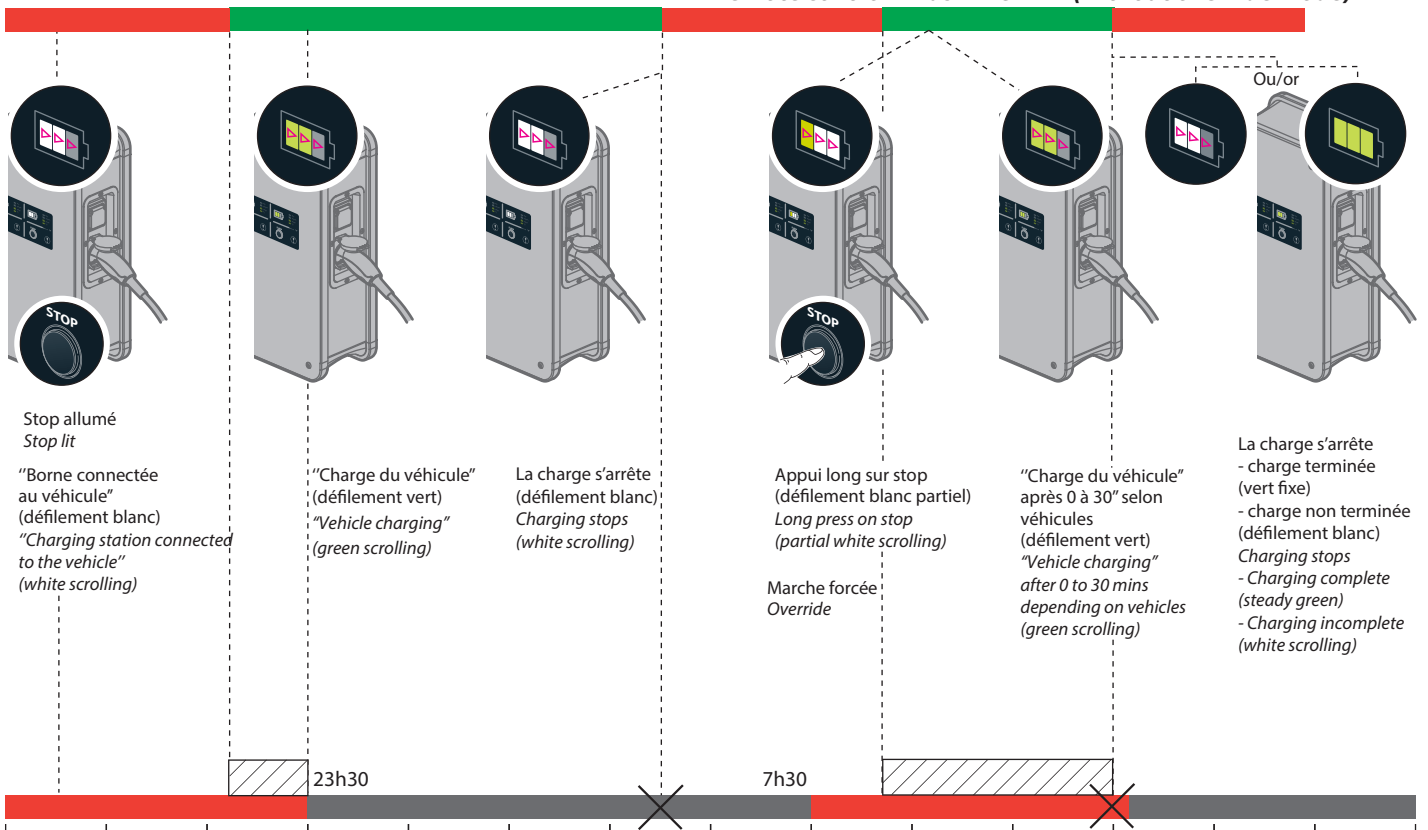 Ou/or
STOP
STOP
Stop allumé
Stop lit
''Borne connectée
au véhicule"
(défilement blanc)
"Charging station connected
to the vehicle''
(white scrolling)
''Charge du véhicule"
(défilement vert)
"Vehicle charging"
(green scrolling)
La charge s'arrête
(défilement blanc)
Charging stops
(white scrolling)
Appui long sur stop
(défilement blanc partiel)
Long press on stop
(partial white scrolling)
Marche forcée
Override
''Charge du véhicule"
après 0 à 30'' selon
véhicules
(défilement vert)
"Vehicle charging"
after 0 to 30 mins
depending on vehicles
(green scrolling)
La charge s'arrête
- charge terminée
(vert fixe)
- charge non terminée
(défilement blanc)
Charging stops
- Charging complete
(steady green)
- Charging incomplete
(white scrolling)
23h30
7h30